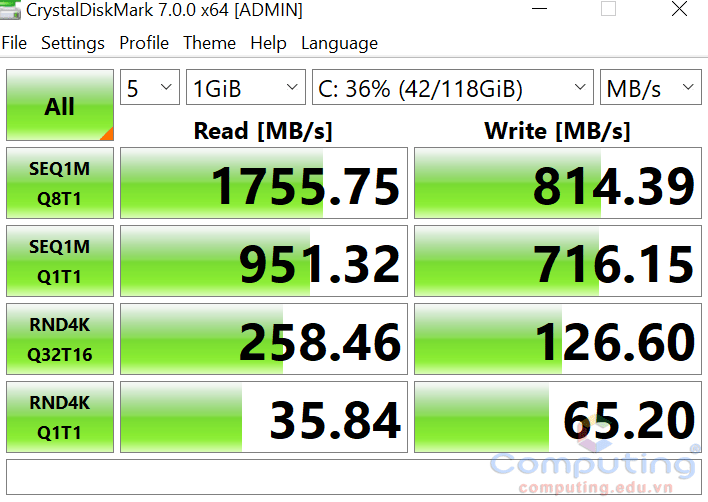 CrystalDiskMark 7.0.0 x64 [ADMIN]
File Settings Profile Theme Help Language
All 5 1GiB C: 36% (42/118GiB) MB/s
Read [MB/s] Write [MB/s]
SEQ1M
Q8T1 1755.75 814.39
SEQ1M
Q1T1 951.32 716.15
RND4K
Q32T16 258.46 126.60
RND4K
Q1T1 35.84 65.20
Computing®
computing.edu.vn